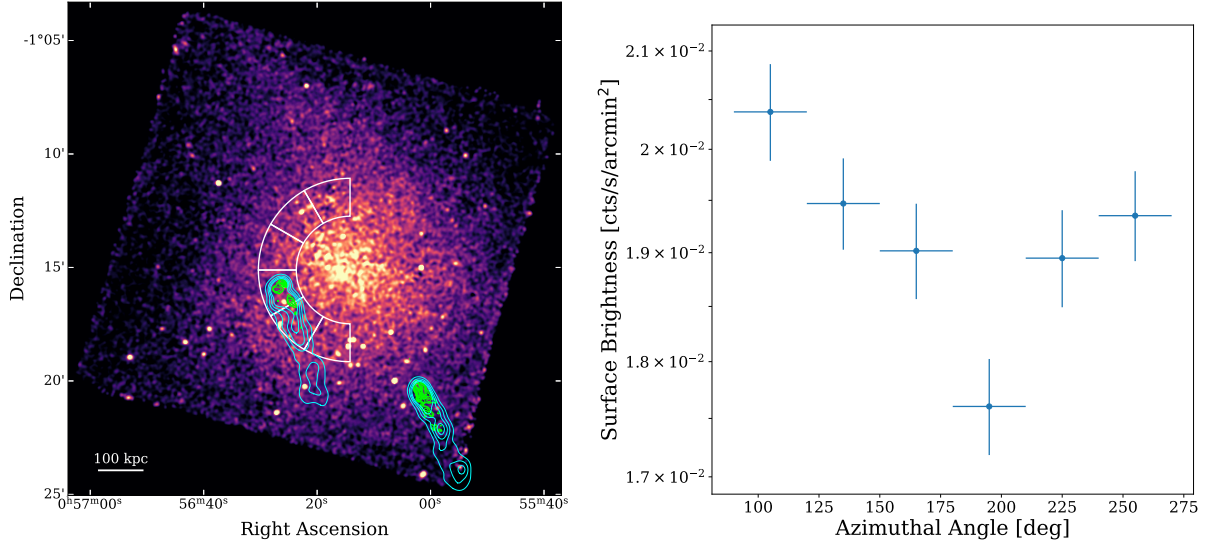 -1°05'
10'
15'
20'
25'
Declination
100 kpc
0ʰ57ᵐ00ˢ 56ᵐ40ˢ 20ˢ 00ˢ 55ᵐ40ˢ
Right Ascension
2.1 × 10⁻²
2 × 10⁻²
1.9 × 10⁻²
1.8 × 10⁻²
1.7 × 10⁻²
Surface Brightness [cts/s/arcmin²]
100 125 150 175 200 225 250 275
Azimuthal Angle [deg]